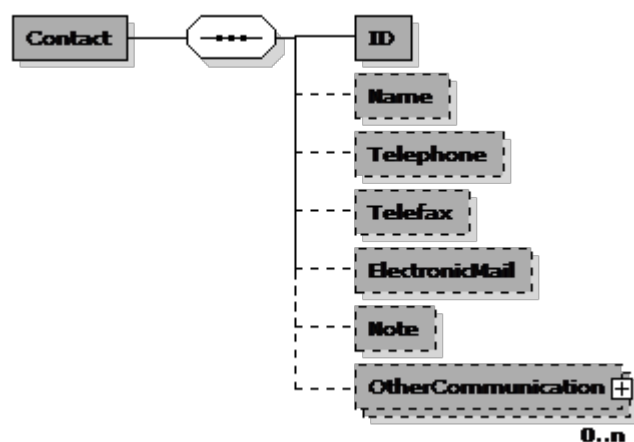 Contact
ID
Name
Telephone
Telefax
ElectronicMail
Note
OtherCommunication
0..n